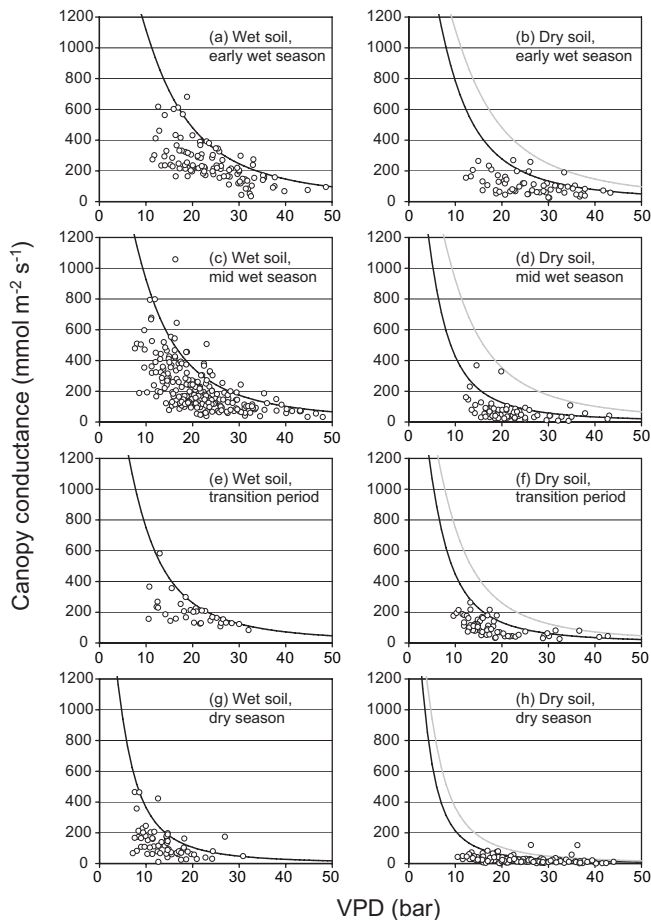 Canopy conductance (mmol m⁻² s⁻¹)
1200
1000
800
600
400
200
0
0 10 20 30 40 50
(a) Wet soil,
early wet season
1200
1000
800
600
400
200
0
0 10 20 30 40 50
(b) Dry soil,
early wet season
1200
1000
800
600
400
200
0
0 10 20 30 40 50
(c) Wet soil,
mid wet season
1200
1000
800
600
400
200
0
0 10 20 30 40 50
(d) Dry soil,
mid wet season
1200
1000
800
600
400
200
0
0 10 20 30 40 50
(e) Wet soil,
transition period
1200
1000
800
600
400
200
0
0 10 20 30 40 50
(f) Dry soil,
transition period
1200
1000
800
600
400
200
0
0 10 20 30 40 50
(g) Wet soil,
dry season
1200
1000
800
600
400
200
0
0 10 20 30 40 50
(h) Dry soil,
dry season
VPD (bar)